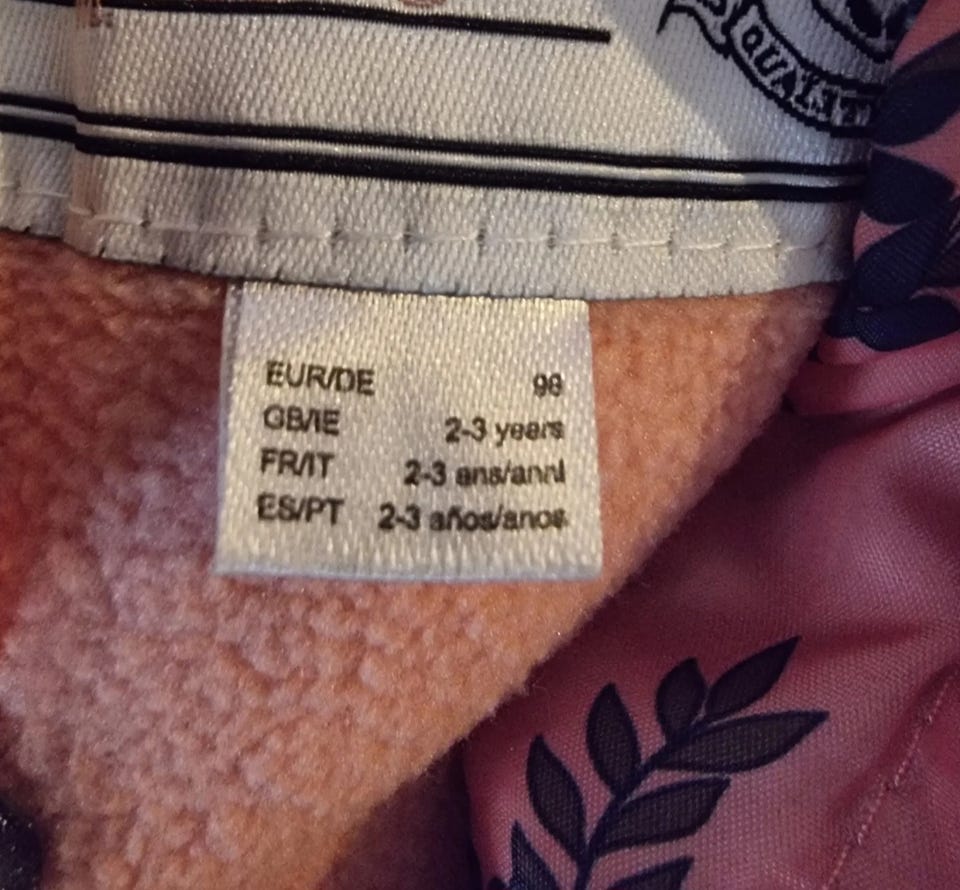 QUALITY
EUR/DE 98
GB/IE 2-3 years
FR/IT 2-3 ans/anni
ES/PT 2-3 años/anos